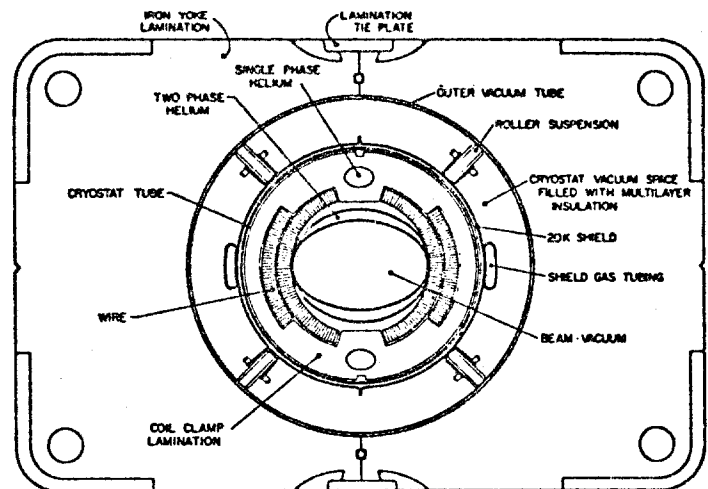 IRON YOKE
LAMINATION
LAMINATION
TIE PLATE
SINGLE PHASE
HELIUM
TWO PHASE
HELIUM
OUTER VACUUM TUBE
ROLLER SUSPENSION
CRYOSTAT TUBE
CRYOSTAT VACUUM SPACE
FILLED WITH MULTILAYER
INSULATION
20K SHIELD
SHIELD GAS TUBING
WIRE
BEAM VACUUM
COIL CLAMP
LAMINATION